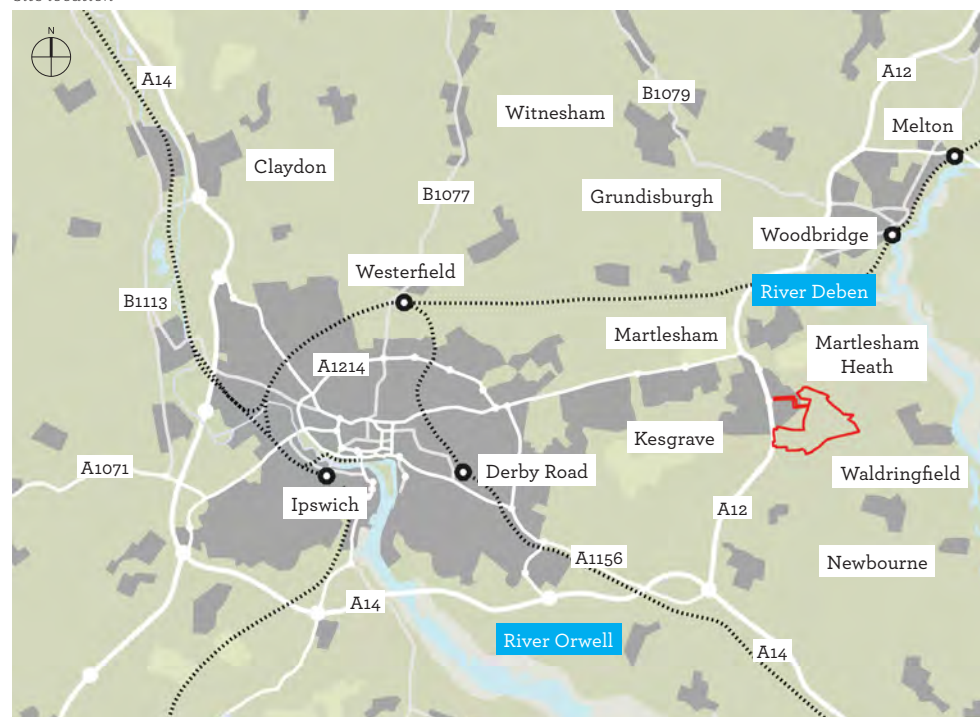 N
A14
A12
B1079
Witnesham
Melton
Claydon
B1077
Grundisburgh
Woodbridge
Westerfield
River Deben
B1113
Martlesham
Martlesham
Heath
A1214
Kesgrave
A1071
Derby Road
Waldringfield
Ipswich
A12
A1156
Newbourne
A14
River Orwell
A14